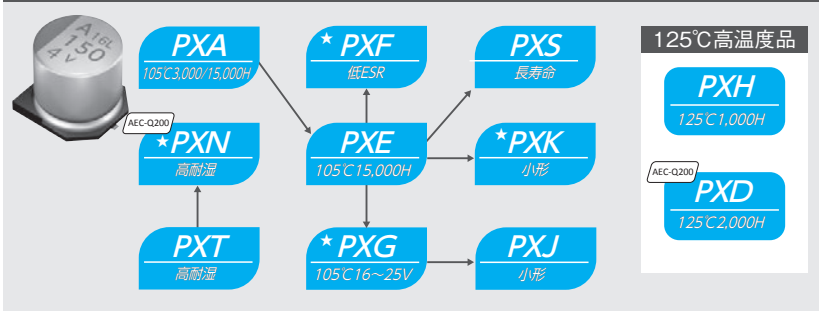 A16L
150
4 V
PXA
105℃3,000/15,000H
★ PXF
低ESR
PXS
長寿命
125℃高温度品
PXH
125℃1,000H
AEC-Q200
★PXN
高耐湿
PXE
105℃15,000H
★PXK
小形
AEC-Q200
PXD
125℃2,000H
PXT
高耐湿
★ PXG
105℃16～25V
PXJ
小形